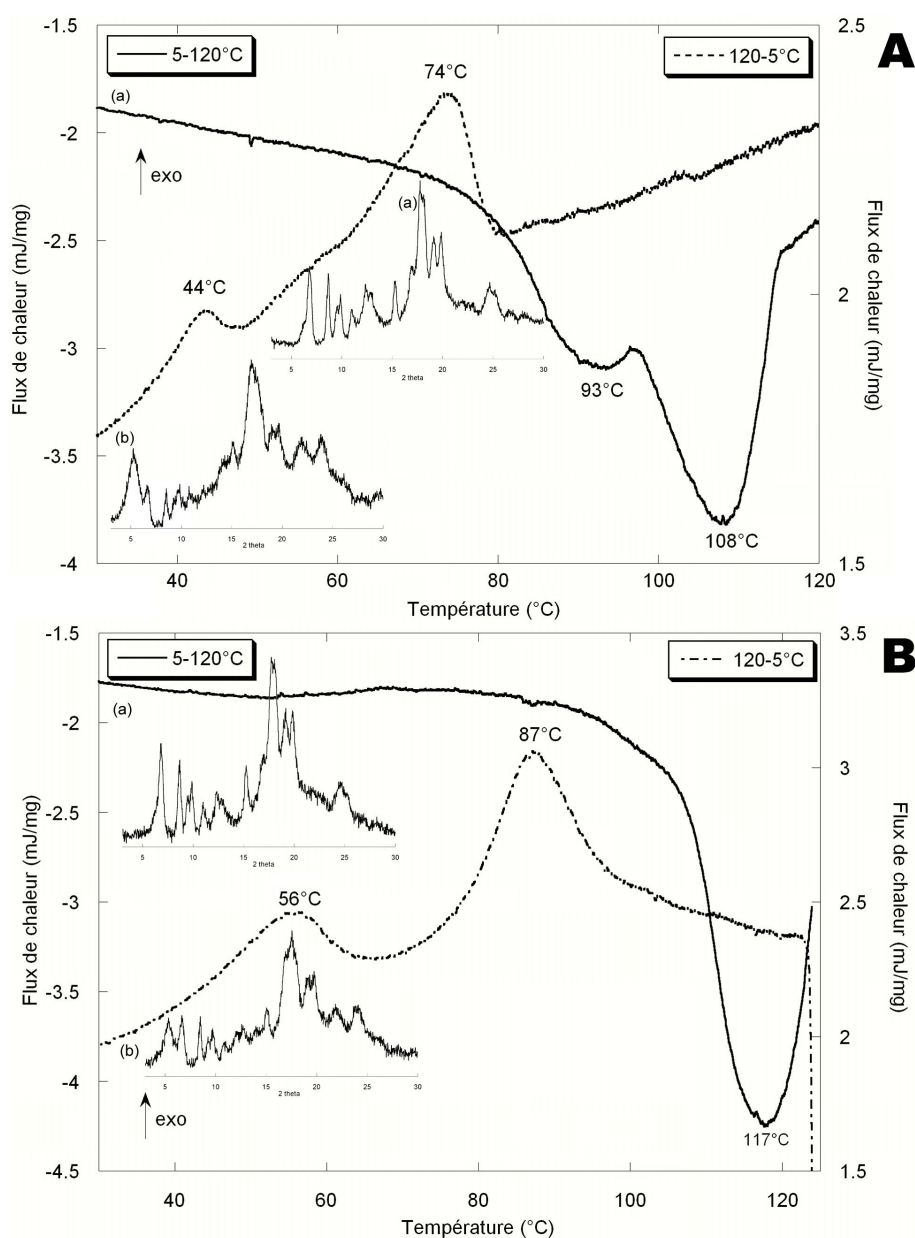 A
5-120°C
120-5°C
-1.5
-2
-2.5
-3
-3.5
-4
2.5
2
1.5
Flux de chaleur (mJ/mg)
Flux de chaleur (mJ/mg)
(a)
exo
74°C
44°C
(a)
5 10 15 20 25 30
2 theta
(b)
5 10 15 20 25 30
2 theta
93°C
108°C
40 60 80 100 120
Température (°C)
B
5-120°C
120-5°C
-1.5
-2
-2.5
-3
-3.5
-4
-4.5
3.5
3
2.5
2
1.5
Flux de chaleur (mJ/mg)
Flux de chaleur (mJ/mg)
(a)
5 10 15 20 25 30
2 theta
87°C
56°C
(b)
5 10 15 20 25 30
2 theta
exo
117°C
40 60 80 100 120
Température (°C)